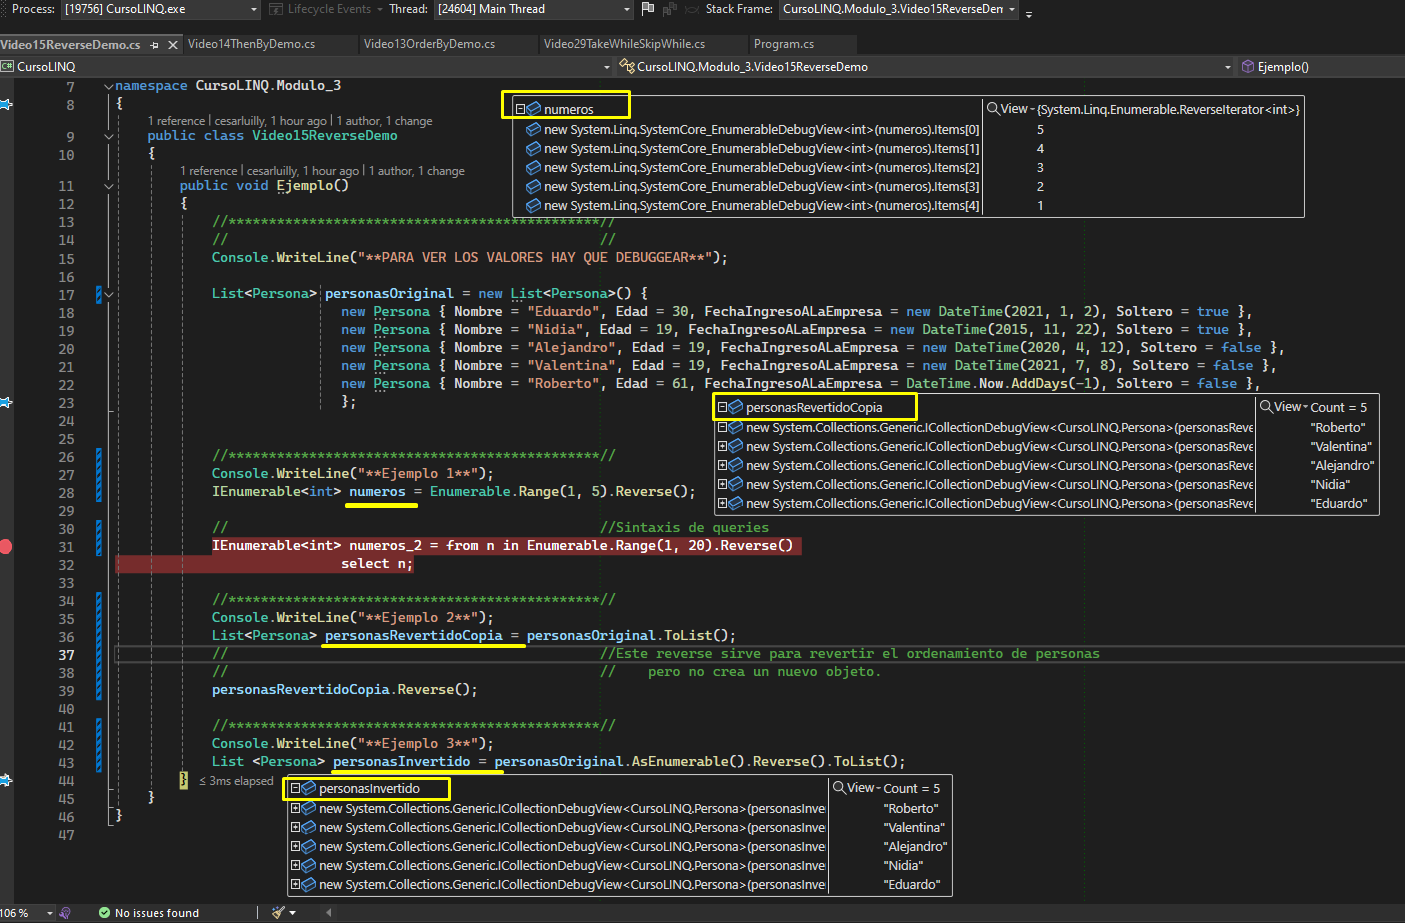 Process: [19756] CursoLINQ.exe Lifecycle Events Thread: [24604] Main Thread Stack Frame: CursoLINQ.Modulo_3.Video15ReverseDem
Video15ReverseDemo.cs Video14ThenByDemo.cs Video13OrderByDemo.cs Video29TakeWhileSkipWhile.cs Program.cs
C# CursoLINQ CursoLINQ.Modulo_3.Video15ReverseDemo Ejemplo()
7 namespace CursoLINQ.Modulo_3
8 {
1 reference | cesarluilly, 1 hour ago | 1 author, 1 change
9 public class Video15ReverseDemo
10 {
1 reference | cesarluilly, 1 hour ago | 1 author, 1 change
11 public void Ejemplo()
12 {
13 //**********************************************//
14 // //
15 Console.WriteLine("**PARA VER LOS VALORES HAY QUE DEBUGGEAR**");
16
17 List<Persona> personasOriginal = new List<Persona>() {
18 new Persona { Nombre = "Eduardo", Edad = 30, FechaIngresoALaEmpresa = new DateTime(2021, 1, 2), Soltero = true },
19 new Persona { Nombre = "Nidia", Edad = 19, FechaIngresoALaEmpresa = new DateTime(2015, 11, 22), Soltero = true },
20 new Persona { Nombre = "Alejandro", Edad = 19, FechaIngresoALaEmpresa = new DateTime(2020, 4, 12), Soltero = false },
21 new Persona { Nombre = "Valentina", Edad = 19, FechaIngresoALaEmpresa = new DateTime(2021, 7, 8), Soltero = false },
22 new Persona { Nombre = "Roberto", Edad = 61, FechaIngresoALaEmpresa = DateTime.Now.AddDays(-1), Soltero = false },
23 };
24
25
26 //**********************************************//
27 Console.WriteLine("**Ejemplo 1**");
28 IEnumerable<int> numeros = Enumerable.Range(1, 5).Reverse();
29
30 // //Sintaxis de queries
31 IEnumerable<int> numeros_2 = from n in Enumerable.Range(1, 20).Reverse()
32 select n;
33
34 //**********************************************//
35 Console.WriteLine("**Ejemplo 2**");
36 List<Persona> personasRevertidoCopia = personasOriginal.ToList();
37 // //Este reverse sirve para revertir el ordenamiento de personas
38 // // pero no crea un nuevo objeto.
39 personasRevertidoCopia.Reverse();
40
41 //**********************************************//
42 Console.WriteLine("**Ejemplo 3**");
43 List <Persona> personasInvertido = personasOriginal.AsEnumerable().Reverse().ToList();
44 } ≤ 3ms elapsed
45 }
46 }
47
numeros View {System.Linq.Enumerable.ReverseIterator<int>}
new System.Linq.SystemCore_EnumerableDebugView<int>(numeros).Items[0] 5
new System.Linq.SystemCore_EnumerableDebugView<int>(numeros).Items[1] 4
new System.Linq.SystemCore_EnumerableDebugView<int>(numeros).Items[2] 3
new System.Linq.SystemCore_EnumerableDebugView<int>(numeros).Items[3] 2
new System.Linq.SystemCore_EnumerableDebugView<int>(numeros).Items[4] 1
personasRevertidoCopia View Count = 5
new System.Collections.Generic.ICollectionDebugView<CursoLINQ.Persona>(personasReve "Roberto"
new System.Collections.Generic.ICollectionDebugView<CursoLINQ.Persona>(personasReve "Valentina"
new System.Collections.Generic.ICollectionDebugView<CursoLINQ.Persona>(personasReve "Alejandro"
new System.Collections.Generic.ICollectionDebugView<CursoLINQ.Persona>(personasReve "Nidia"
new System.Collections.Generic.ICollectionDebugView<CursoLINQ.Persona>(personasReve "Eduardo"
personasInvertido View Count = 5
new System.Collections.Generic.ICollectionDebugView<CursoLINQ.Persona>(personasInve "Roberto"
new System.Collections.Generic.ICollectionDebugView<CursoLINQ.Persona>(personasInve "Valentina"
new System.Collections.Generic.ICollectionDebugView<CursoLINQ.Persona>(personasInve "Alejandro"
new System.Collections.Generic.ICollectionDebugView<CursoLINQ.Persona>(personasInve "Nidia"
new System.Collections.Generic.ICollectionDebugView<CursoLINQ.Persona>(personasInve "Eduardo"
106 % No issues found